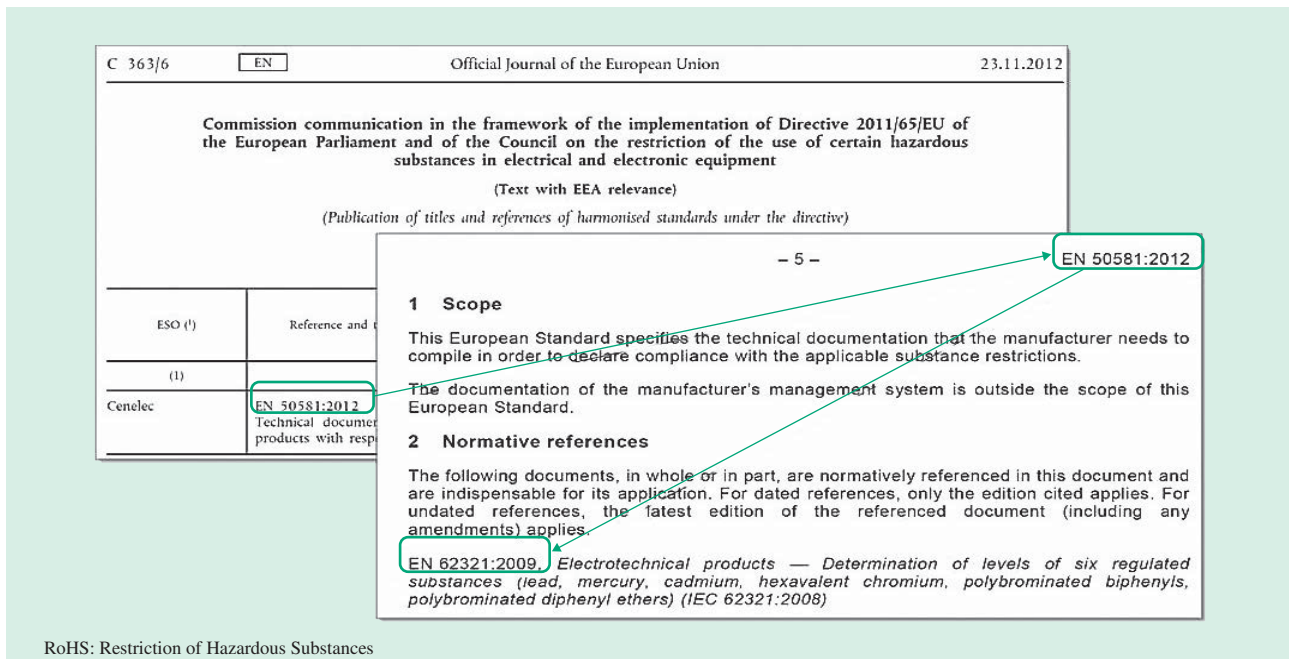 C 363/6 EN Official Journal of the European Union 23.11.2012
Commission communication in the framework of the implementation of Directive 2011/65/EU of
the European Parliament and of the Council on the restriction of the use of certain hazardous
substances in electrical and electronic equipment
(Text with EEA relevance)
(Publication of titles and references of harmonised standards under the directive)
ESO (¹) Reference and t
(1)
Cenelec EN 50581:2012
Technical documen
products with resp
– 5 – EN 50581:2012
1 Scope
This European Standard specifies the technical documentation that the manufacturer needs to
compile in order to declare compliance with the applicable substance restrictions.
The documentation of the manufacturer's management system is outside the scope of this
European Standard.
2 Normative references
The following documents, in whole or in part, are normatively referenced in this document and
are indispensable for its application. For dated references, only the edition cited applies. For
undated references, the latest edition of the referenced document (including any
amendments) applies.
EN 62321:2009, Electrotechnical products — Determination of levels of six regulated
substances (lead, mercury, cadmium, hexavalent chromium, polybrominated biphenyls,
polybrominated diphenyl ethers) (IEC 62321:2008)
RoHS: Restriction of Hazardous Substances